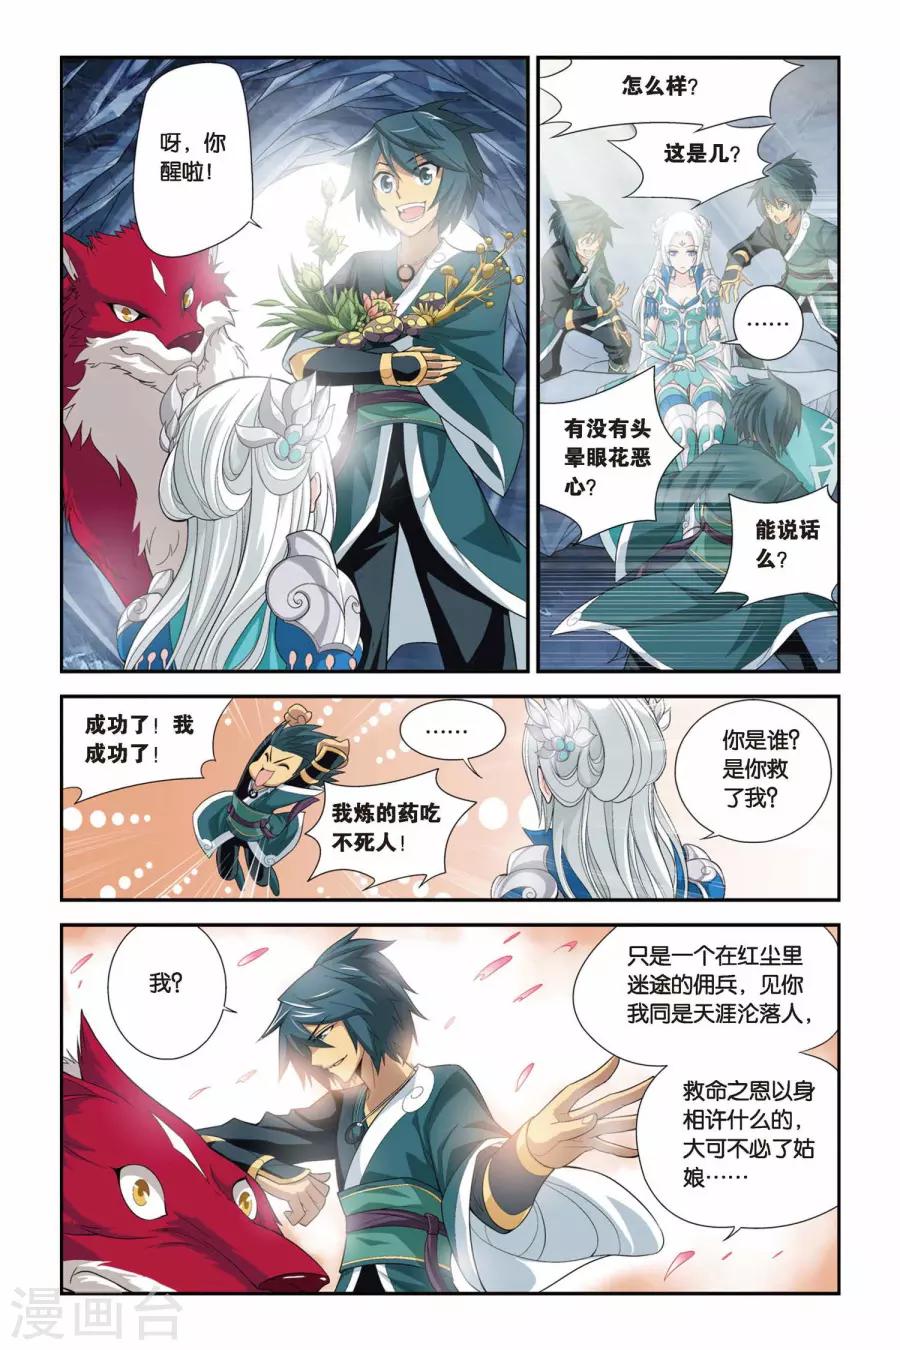 呀，你
醒啦！
怎么样？
这是几？
……
有没有头
晕眼花恶
心？
能说话
么？
成功了！我
成功了！
我炼的药吃
不死人！
……
你是谁？
是你救
了我？
我？
只是一个在红尘里
迷途的佣兵，见你
我同是天涯沦落人，
救命之恩以身
相许什么的，
大可不必了姑
娘……
漫画台